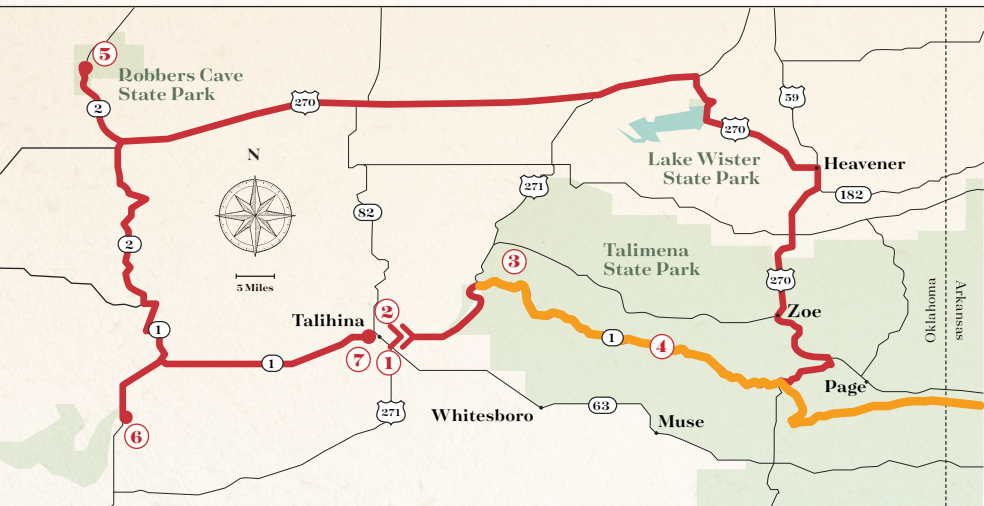 5
Robbers Cave
State Park
2
270
59
270
N
Lake Wister
State Park
Heavener
271
182
82
2
Talimena
State Park
3
270
5 Miles
Oklahoma
Arkansas
Talihina
2
Zoe
1
1
4
7
1
1
Page
271
Whitesboro
63
Muse
6